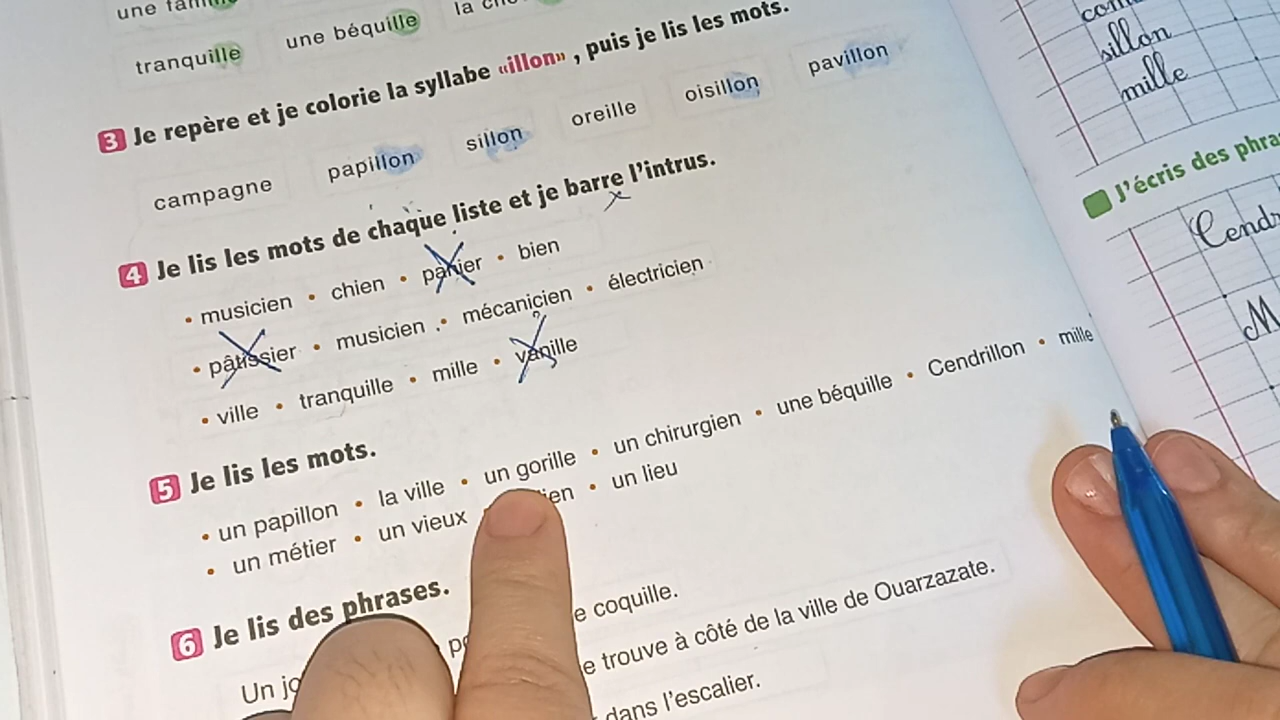 une
tranquille une béquille la
3 Je repère et je colorie la syllabe «illon» , puis je lis les mots.
campagne papillon sillon oreille oisillon pavillon
4 Je lis les mots de chaque liste et je barre l'intrus.
• musicien • chien • panier • bien
• pâtissier • musicien • mécanicien • électricien
• ville • tranquille • mille • vanille
5 Je lis les mots.
• un papillon • la ville • un gorille • un chirurgien • une béquille • Cendrillon • mille
• un métier • un vieux • un lieu
6 Je lis des phrases.
Un coquille.
trouve à côté de la ville de Ouarzazate.
dans l'escalier.
sillon
mille
J'écris des